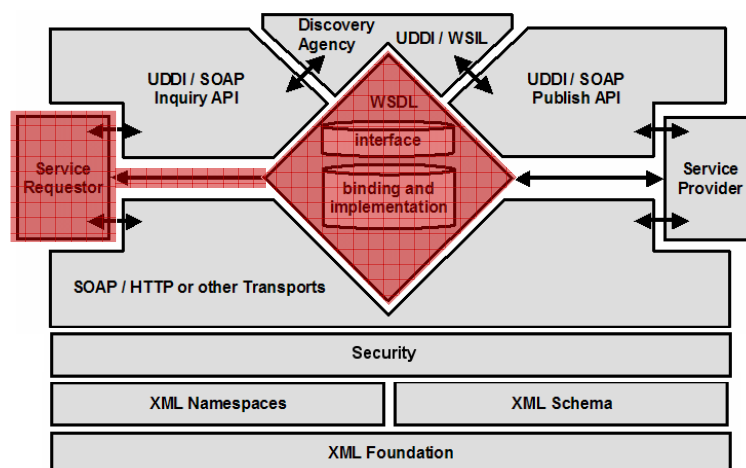 Discovery
Agency
UDDI / WSIL
UDDI / SOAP
Inquiry API
UDDI / SOAP
Publish API
WSDL
interface
Service
Requestor
binding and
implementation
Service
Provider
SOAP / HTTP or other Transports
Security
XML Namespaces
XML Schema
XML Foundation